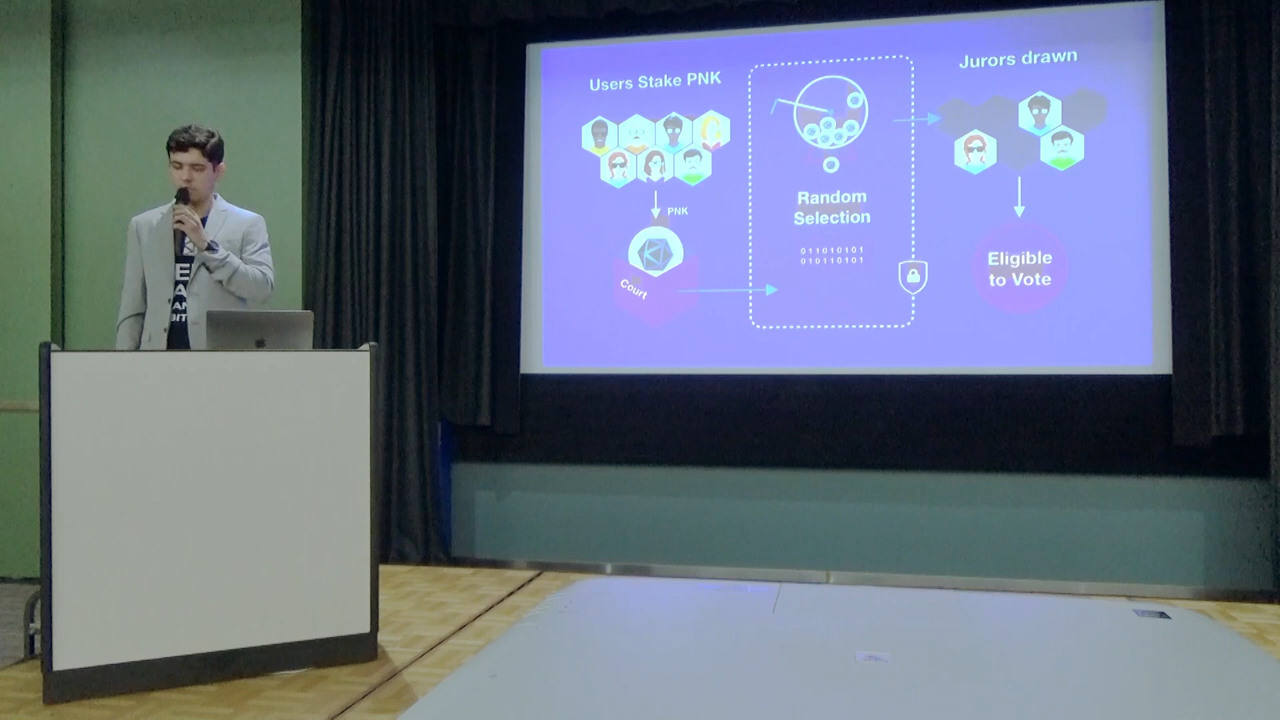 Users Stake PNK
PNK
Court
Random
Selection
011010101
010110101
Jurors drawn
Eligible
to Vote